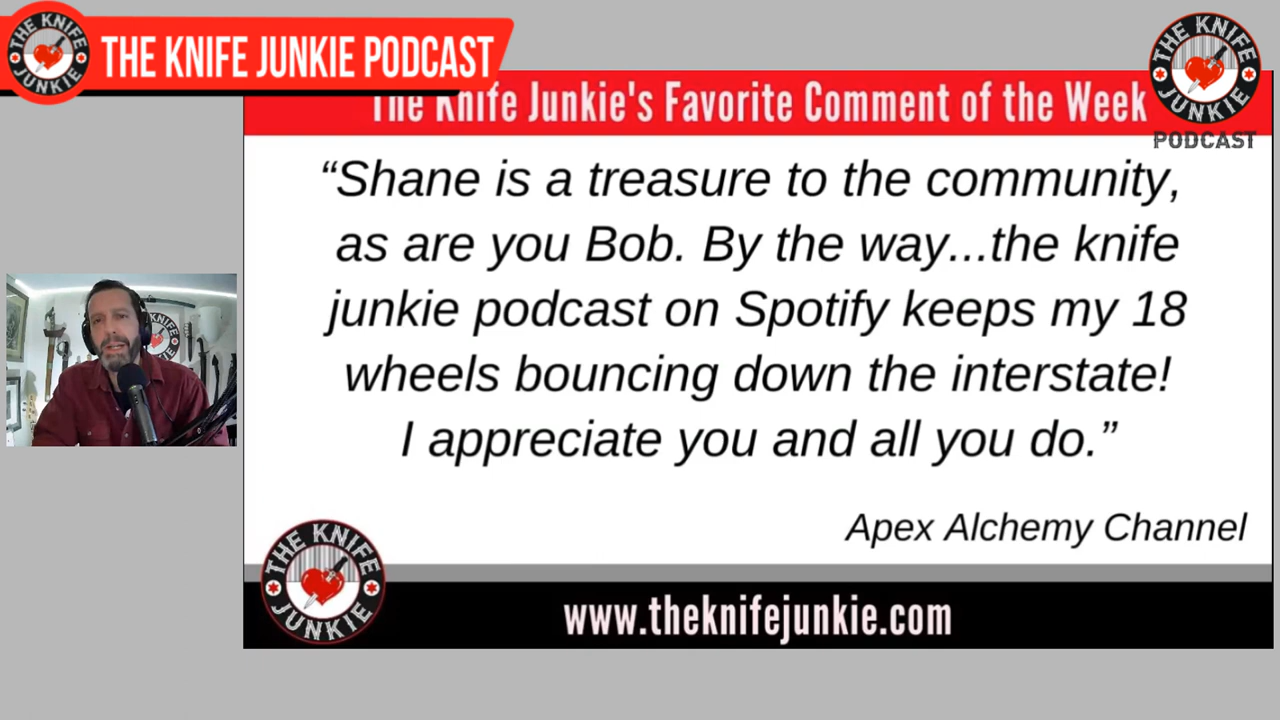 THE KNIFE JUNKIE
THE KNIFE JUNKIE PODCAST
THE KNIFE JUNKIE
PODCAST
The Knife Junkie's Favorite Comment of the Week
“Shane is a treasure to the community,
as are you Bob. By the way...the knife
junkie podcast on Spotify keeps my 18
wheels bouncing down the interstate!
I appreciate you and all you do.”
Apex Alchemy Channel
KNIFE JUNKIE
THE KNIFE JUNKIE
www.theknifejunkie.com